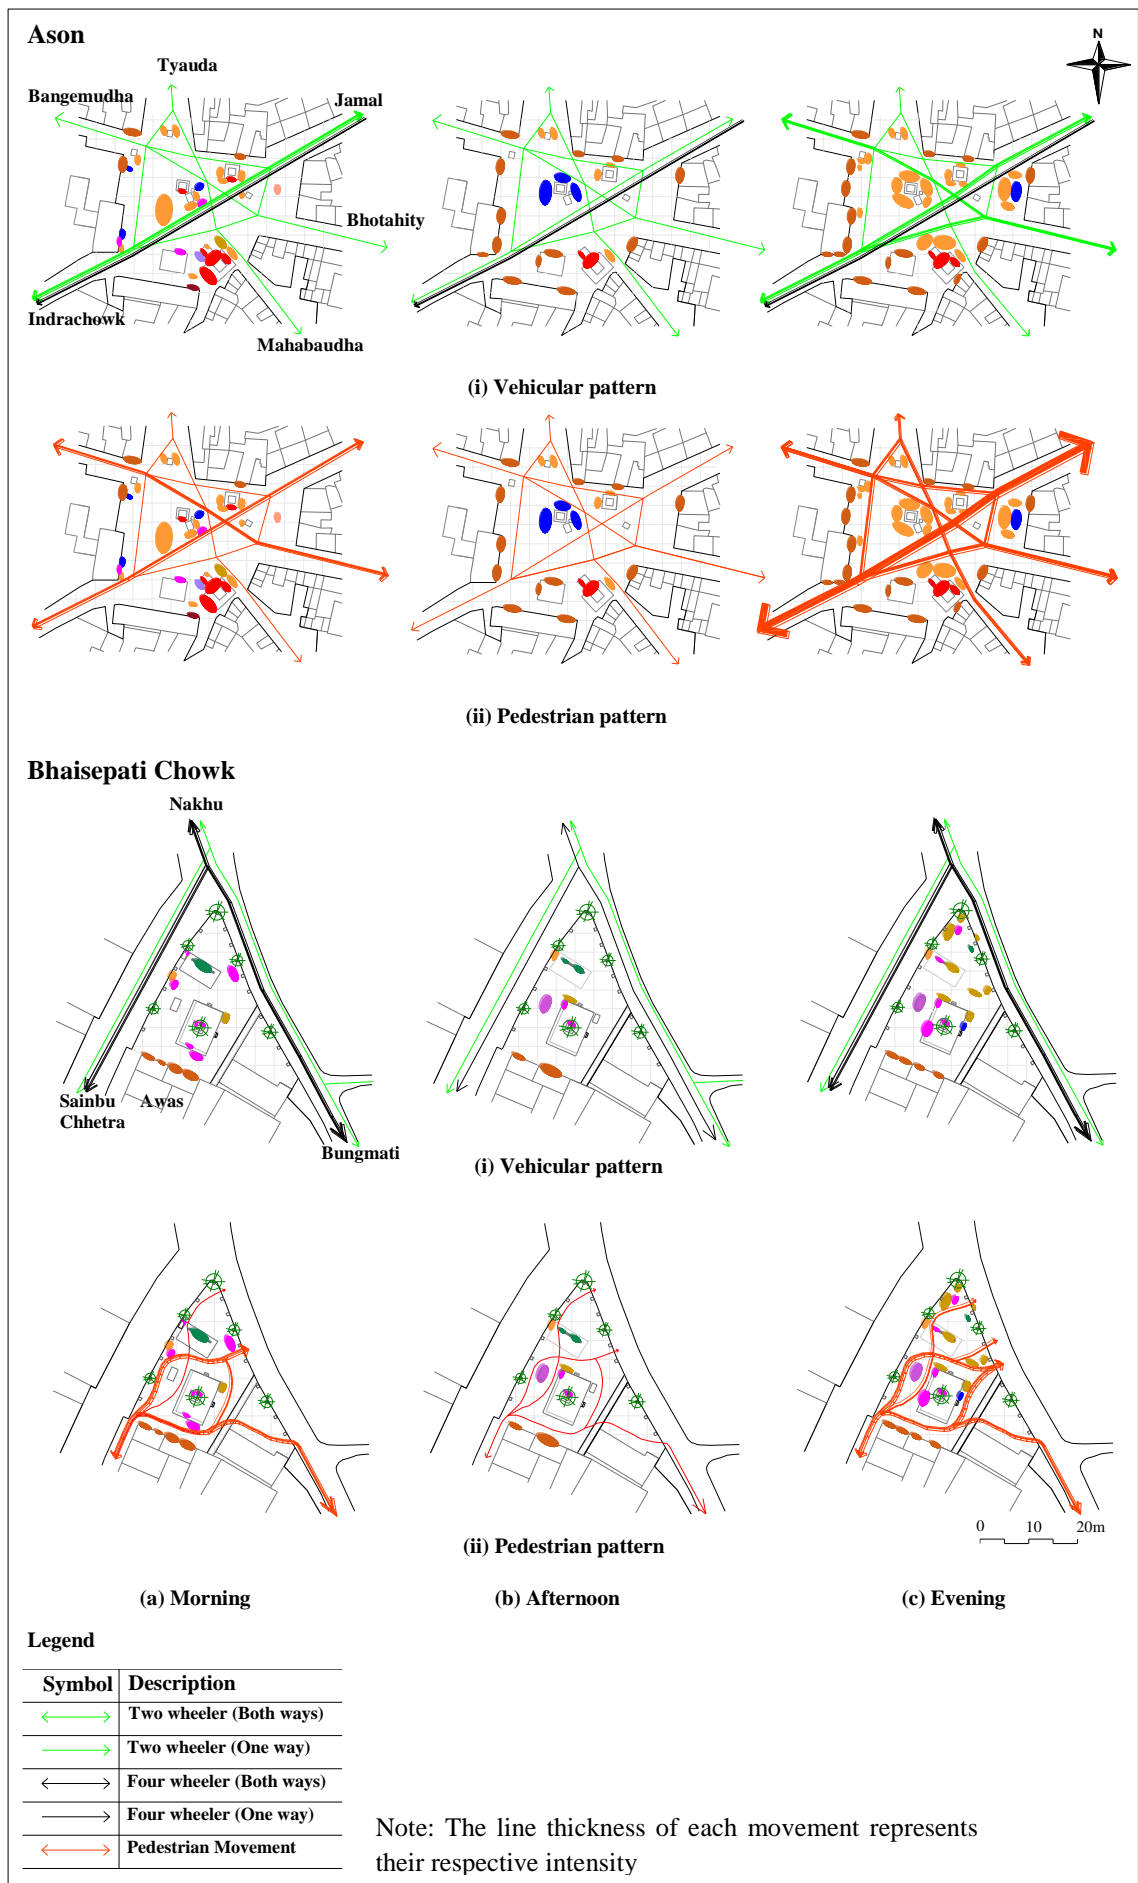 Ason
N
Tyauda
Bangemudha
Jamal
Bhotahity
Indrachowk
Mahabaudha
(i) Vehicular pattern
(ii) Pedestrian pattern
Bhaisepati Chowk
Nakhu
Sainbu Awas
Chhetra
Bungmati
(i) Vehicular pattern
(ii) Pedestrian pattern
0 10 20m
(a) Morning (b) Afternoon (c) Evening
Legend
Symbol Description
Two wheeler (Both ways)
Two wheeler (One way)
Four wheeler (Both ways)
Four wheeler (One way)
Pedestrian Movement
Note: The line thickness of each movement represents
their respective intensity